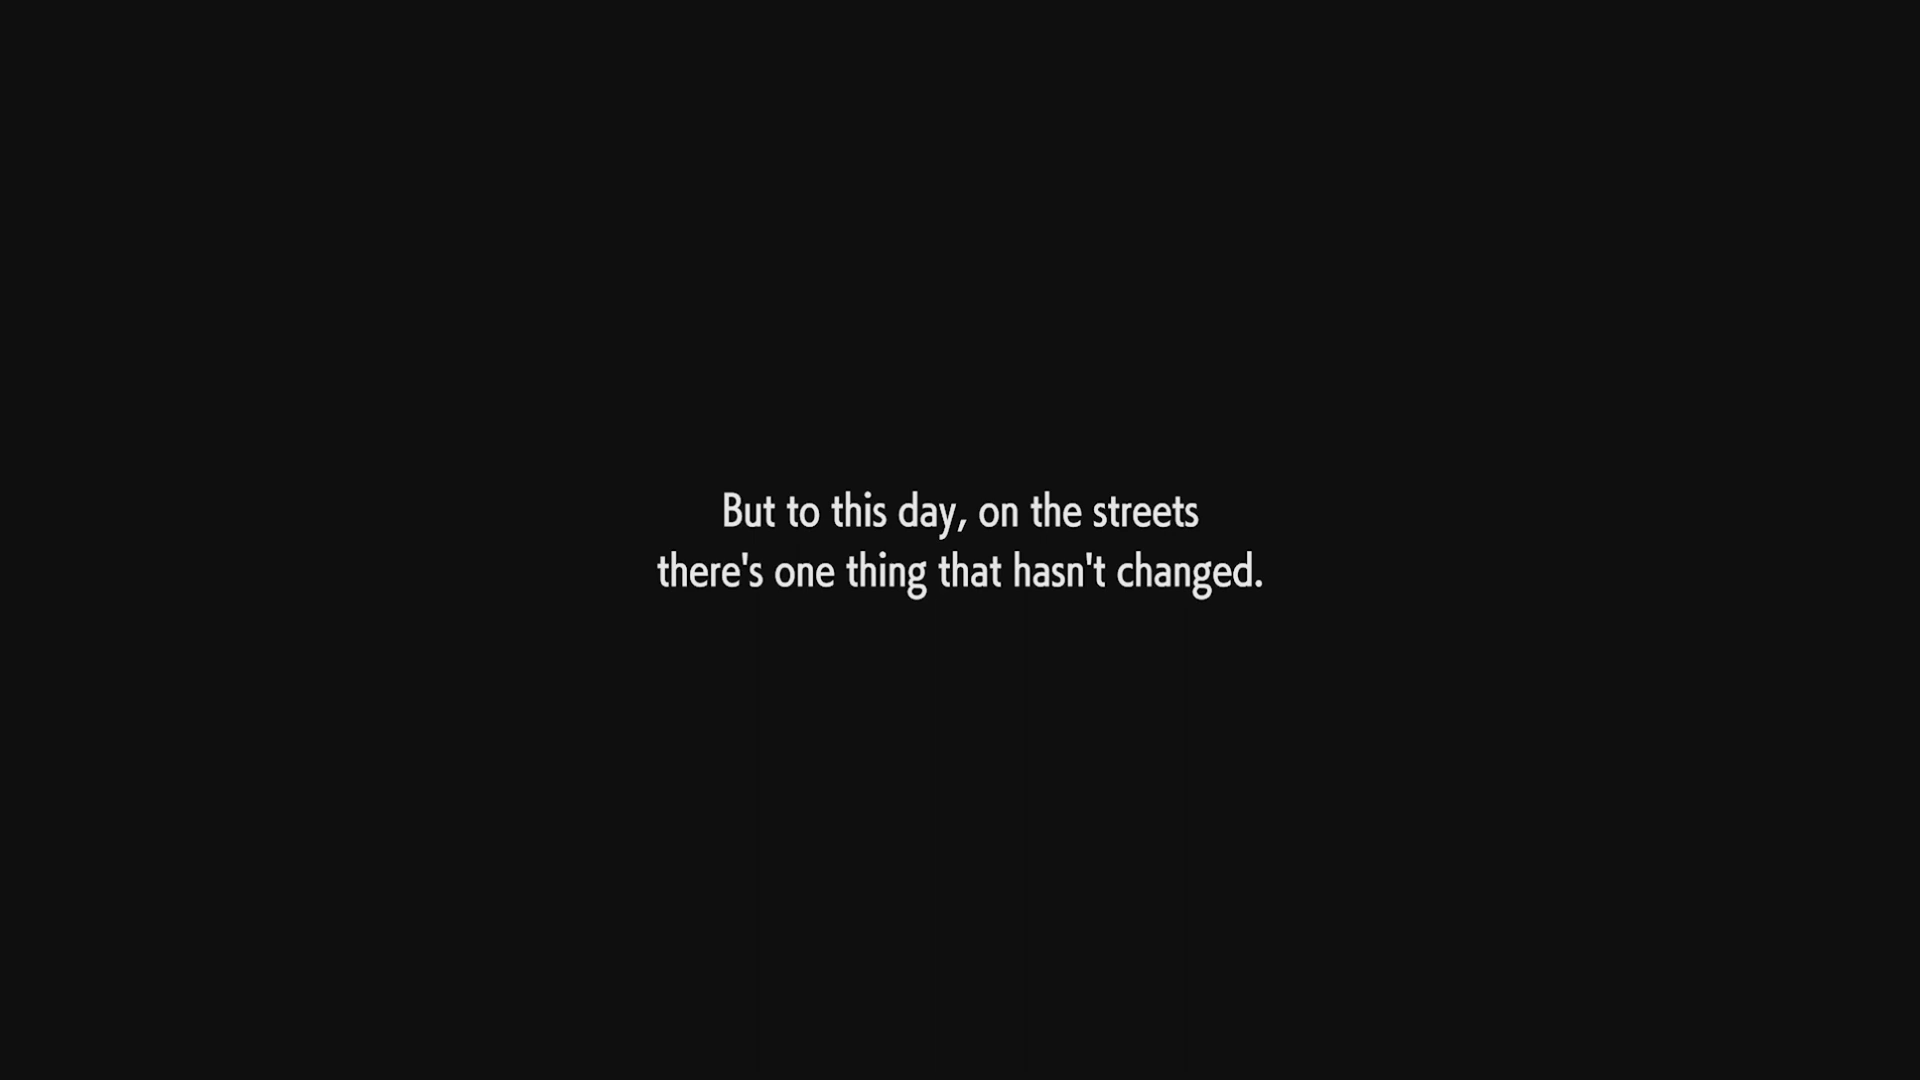 But to this day, on the streets
there's one thing that hasn't changed.